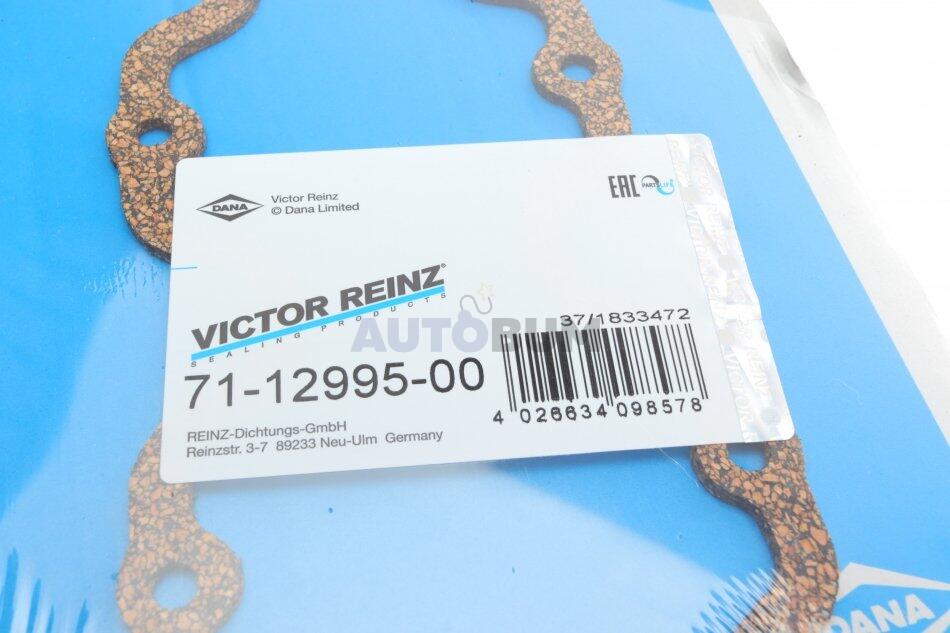 DANA
Victor Reinz
© Dana Limited
EAC
PARTSLIFE
VICTOR REINZ®
SEALING PRODUCTS
AUTOBUM
37/1833472
71-12995-00
4 026634 098578
REINZ-Dichtungs-GmbH
Reinzstr. 3-7 89233 Neu-Ulm Germany
DANA